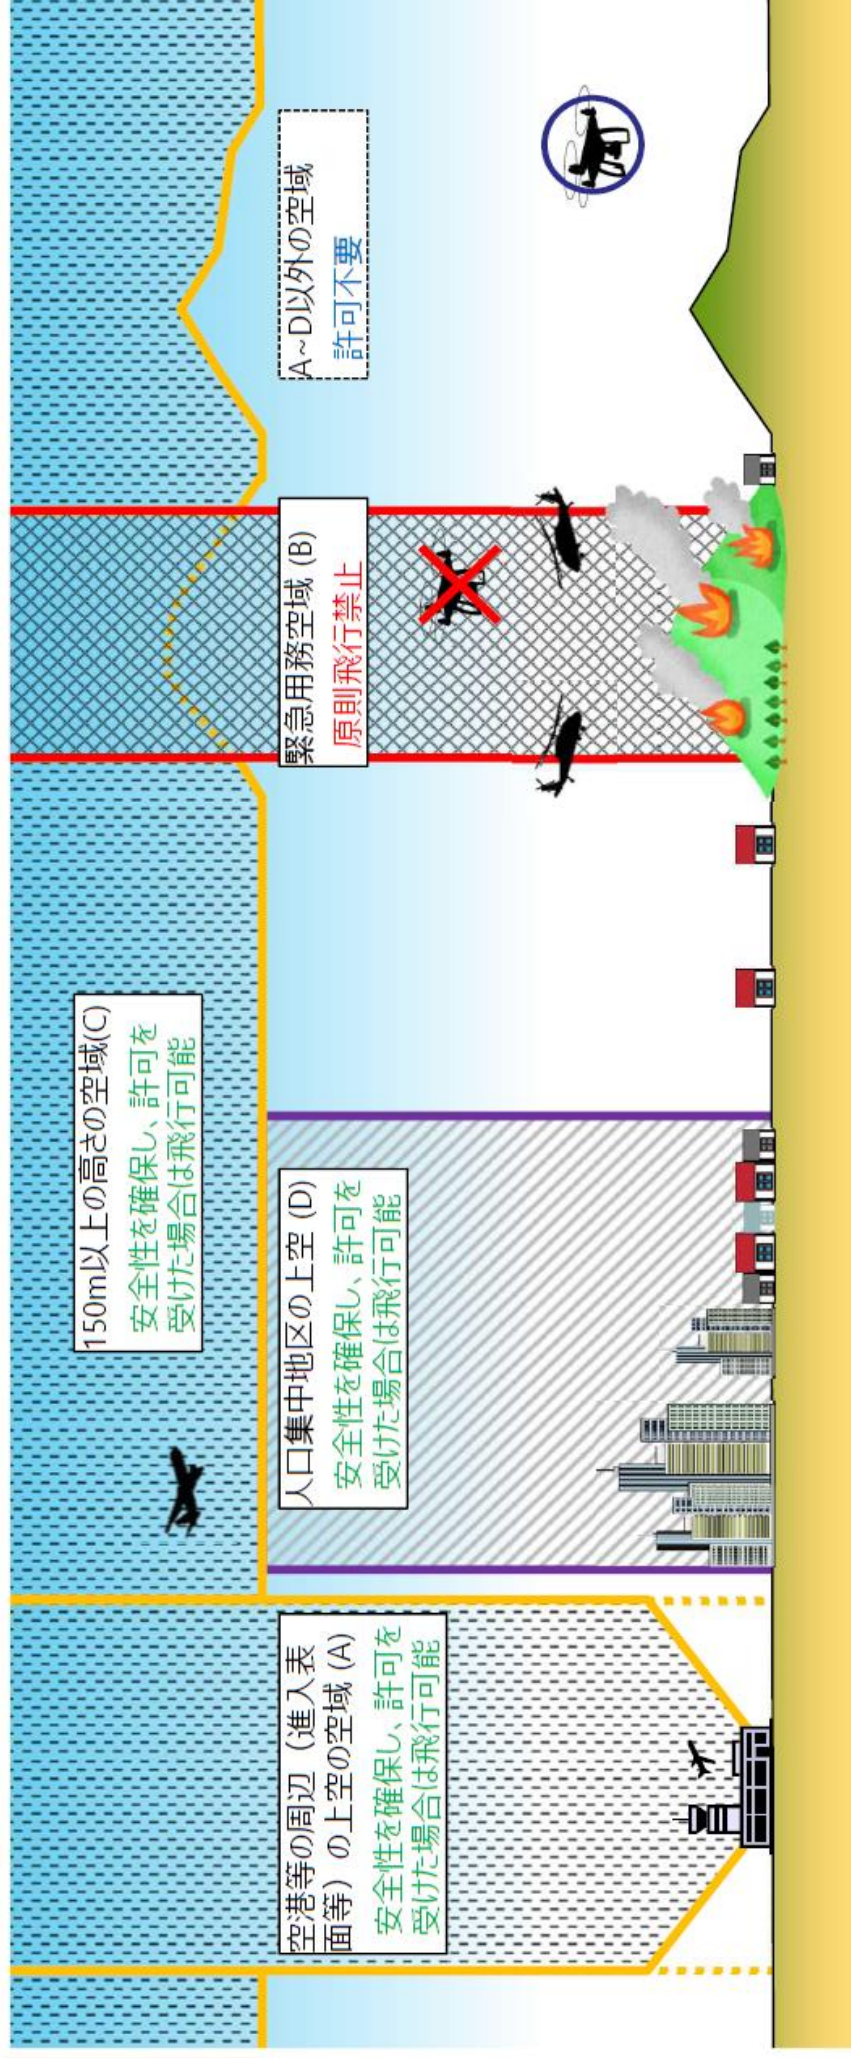 空港等の周辺（進入表
面等）の上空の空域(A)
安全性を確保し、許可を
受けた場合は飛行可能
人口集中地区の上空(D)
安全性を確保し、許可を
受けた場合は飛行可能
150m以上の高さの空域(C)
安全性を確保し、許可を
受けた場合は飛行可能
緊急用務空域(B)
原則飛行禁止
A~D以外の空域
許可不要